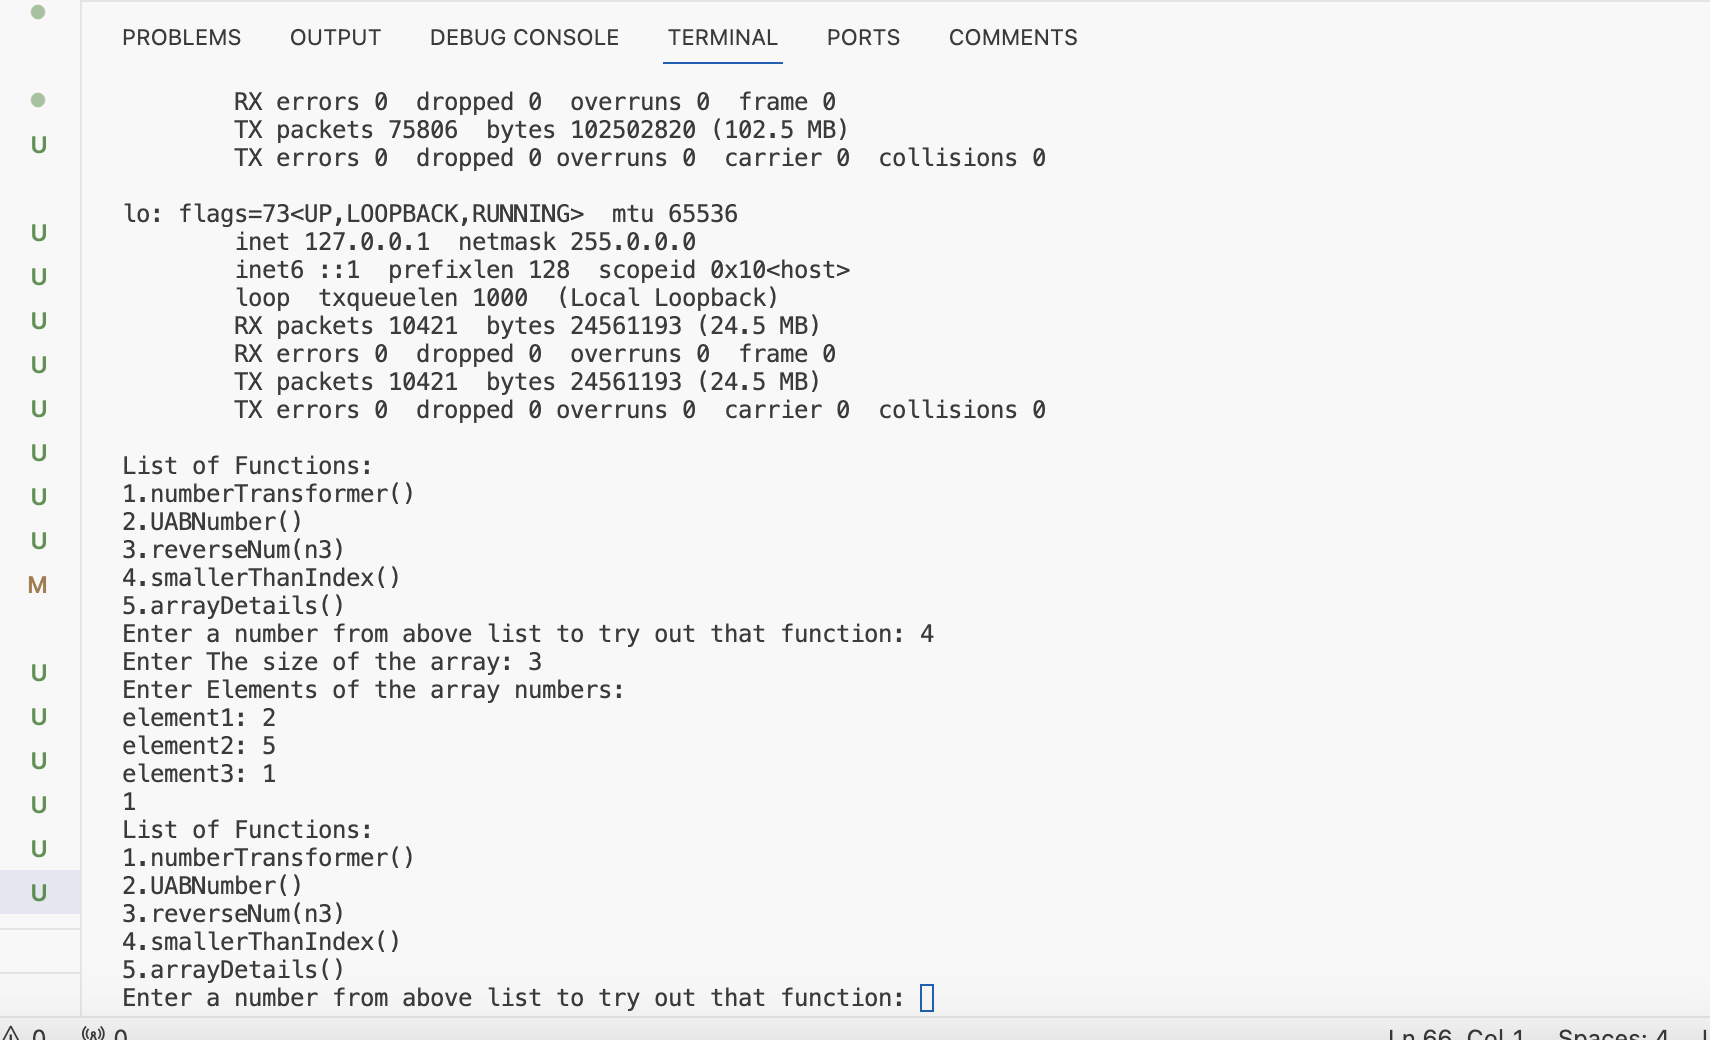 PROBLEMS OUTPUT DEBUG CONSOLE TERMINAL PORTS COMMENTS
RX errors 0  dropped 0  overruns 0  frame 0
TX packets 75806  bytes 102502820 (102.5 MB)
TX errors 0  dropped 0 overruns 0  carrier 0  collisions 0
lo: flags=73<UP,LOOPBACK,RUNNING>  mtu 65536
inet 127.0.0.1  netmask 255.0.0.0
inet6 ::1  prefixlen 128  scopeid 0x10<host>
loop  txqueuelen 1000  (Local Loopback)
RX packets 10421  bytes 24561193 (24.5 MB)
RX errors 0  dropped 0  overruns 0  frame 0
TX packets 10421  bytes 24561193 (24.5 MB)
TX errors 0  dropped 0 overruns 0  carrier 0  collisions 0
List of Functions:
1.numberTransformer()
2.UABNumber()
3.reverseNum(n3)
4.smallerThanIndex()
5.arrayDetails()
Enter a number from above list to try out that function: 4
Enter The size of the array: 3
Enter Elements of the array numbers:
element1: 2
element2: 5
element3: 1
1
List of Functions:
1.numberTransformer()
2.UABNumber()
3.reverseNum(n3)
4.smallerThanIndex()
5.arrayDetails()
Enter a number from above list to try out that function:
U
U
U
U
U
U
U
U
U
M
U
U
U
U
U
U
0 0 Ln 66, Col 1 Spaces: 4